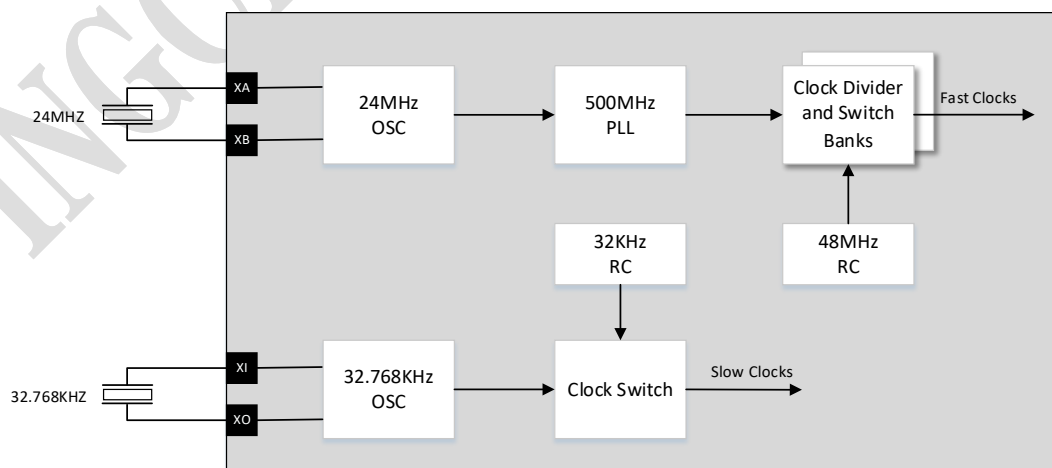 XA
24MHZ
XB
24MHz
OSC
500MHz
PLL
Clock Divider
and Switch
Banks
Fast Clocks
32KHz
RC
48MHz
RC
XI
32.768KHZ
XO
32.768KHz
OSC
Clock Switch
Slow Clocks